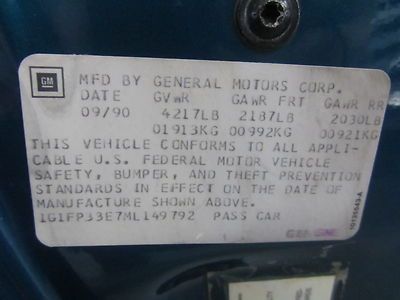 GM
MFD BY GENERAL MOTORS CORP.
DATE GVWR GAWR FRT GAWR RR
09/90 4217LB 2187LB 2030LB
01913KG 00992KG 00921KG
THIS VEHICLE CONFORMS TO ALL APPLI-
CABLE U.S. FEDERAL MOTOR VEHICLE
SAFETY, BUMPER, AND THEFT PREVENTION
STANDARDS IN EFFECT ON THE DATE OF
MANUFACTURE SHOWN ABOVE.
1G1FP33E7ML149792 PASS CAR